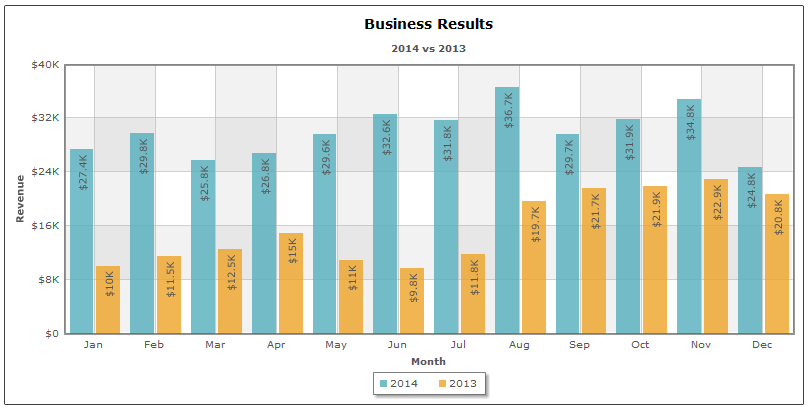 Business Results
2014 vs 2013
$40K
$32K
$24K
$16K
$8K
$0
Revenue
$27.4K
$10K
$29.8K
$11.5K
$25.8K
$12.5K
$26.8K
$15K
$29.6K
$11K
$32.6K
$9.8K
$31.8K
$11.8K
$36.7K
$19.7K
$29.7K
$21.7K
$31.9K
$21.9K
$34.8K
$22.9K
$24.8K
$20.8K
Jan Feb Mar Apr May Jun Jul Aug Sep Oct Nov Dec
Month
2014 2013